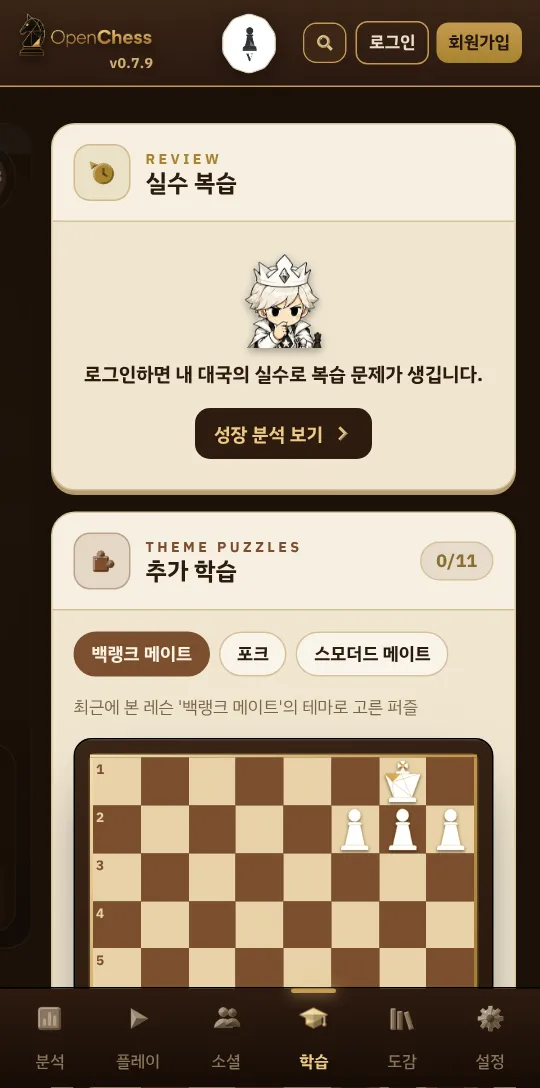 OpenChess
v0.7.9
V
로그인
회원가입
REVIEW
실수 복습
로그인하면 내 대국의 실수로 복습 문제가 생깁니다.
성장 분석 보기
THEME PUZZLES
추가 학습
0/11
백랭크 메이트
포크
스모더드 메이트
최근에 본 레슨 '백랭크 메이트'의 테마로 고른 퍼즐
1
2
3
4
5
분석
플레이
소셜
학습
도감
설정